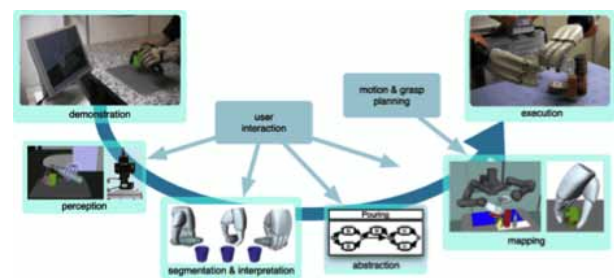 demonstration
user
interaction
motion & grasp
planning
execution
perception
segmentation & interpretation
Pouring
abstraction
mapping